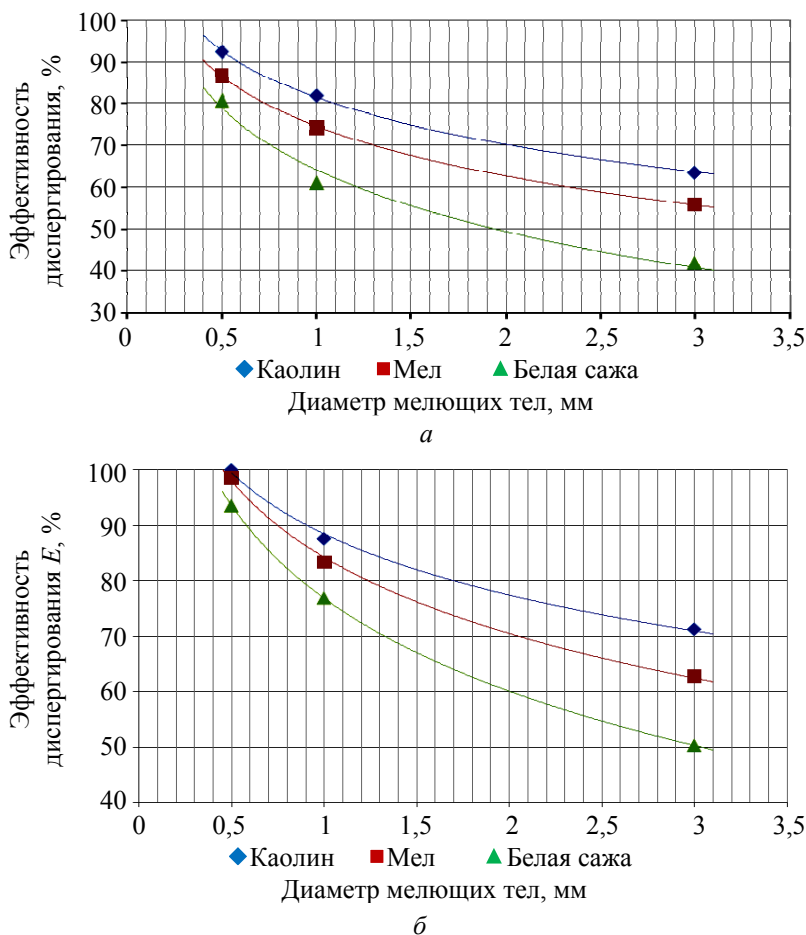 Эффективность
диспергирования, %
100
90
80
70
60
50
40
30
0 0,5 1 1,5 2 2,5 3 3,5
Каолин Мел Белая сажа
Диаметр мелющих тел, мм
а
Эффективность
диспергирования E, %
100
90
80
70
60
50
40
0 0,5 1 1,5 2 2,5 3 3,5
Каолин Мел Белая сажа
Диаметр мелющих тел, мм
б